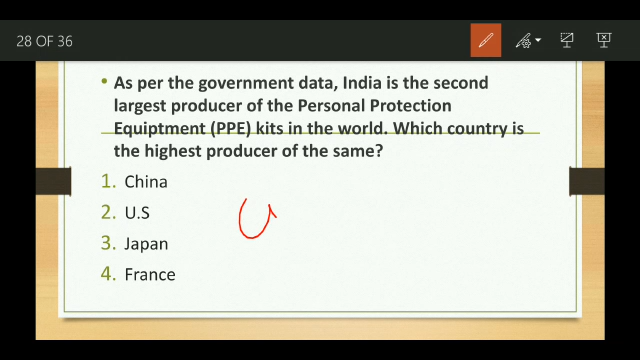 28 OF 36
• As per the government data, India is the second
largest producer of the Personal Protection
Equiptment (PPE) kits in the world. Which country is
the highest producer of the same?
1. China
2. U.S
3. Japan
4. France